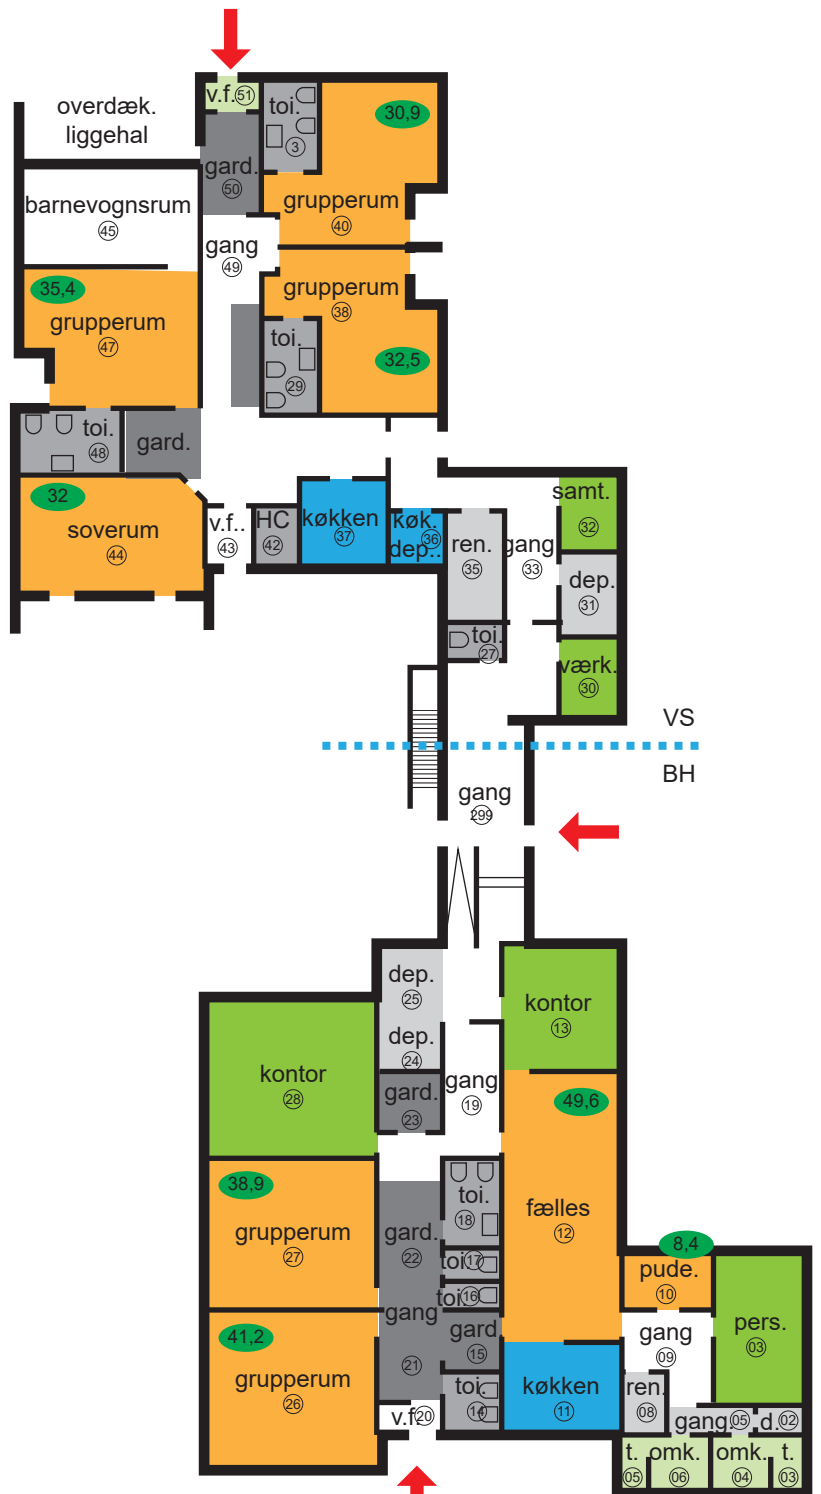 v.f. 51
overdæk.
liggehal
toi.
3
30,9
gard.
50
barnevognsrum
45
grupperum
40
gang
49
35,4
grupperum
47
grupperum
38
toi.
29
32,5
toi.
48
gard.
32
soverum
44
v.f..
43
HC
42
køkken
37
køk.
36
dep..
ren.
35
gang
33
samt.
32
dep.
31
toi.
27
værk.
30
VS
BH
gang
299
dep.
25
dep.
24
kontor
13
kontor
28
gard.
23
gang
19
49,6
38,9
grupperum
27
gard.
22
toi.
18
fælles
12
toi. 17
toi. 16
8,4
pude.
10
gang
21
gard
15
pers.
03
gang
09
41,2
grupperum
26
toi.
14
køkken
11
ren.
08
v.f 20
gang. 05
d. 02
t.
05
omk.
06
omk.
04
t.
03